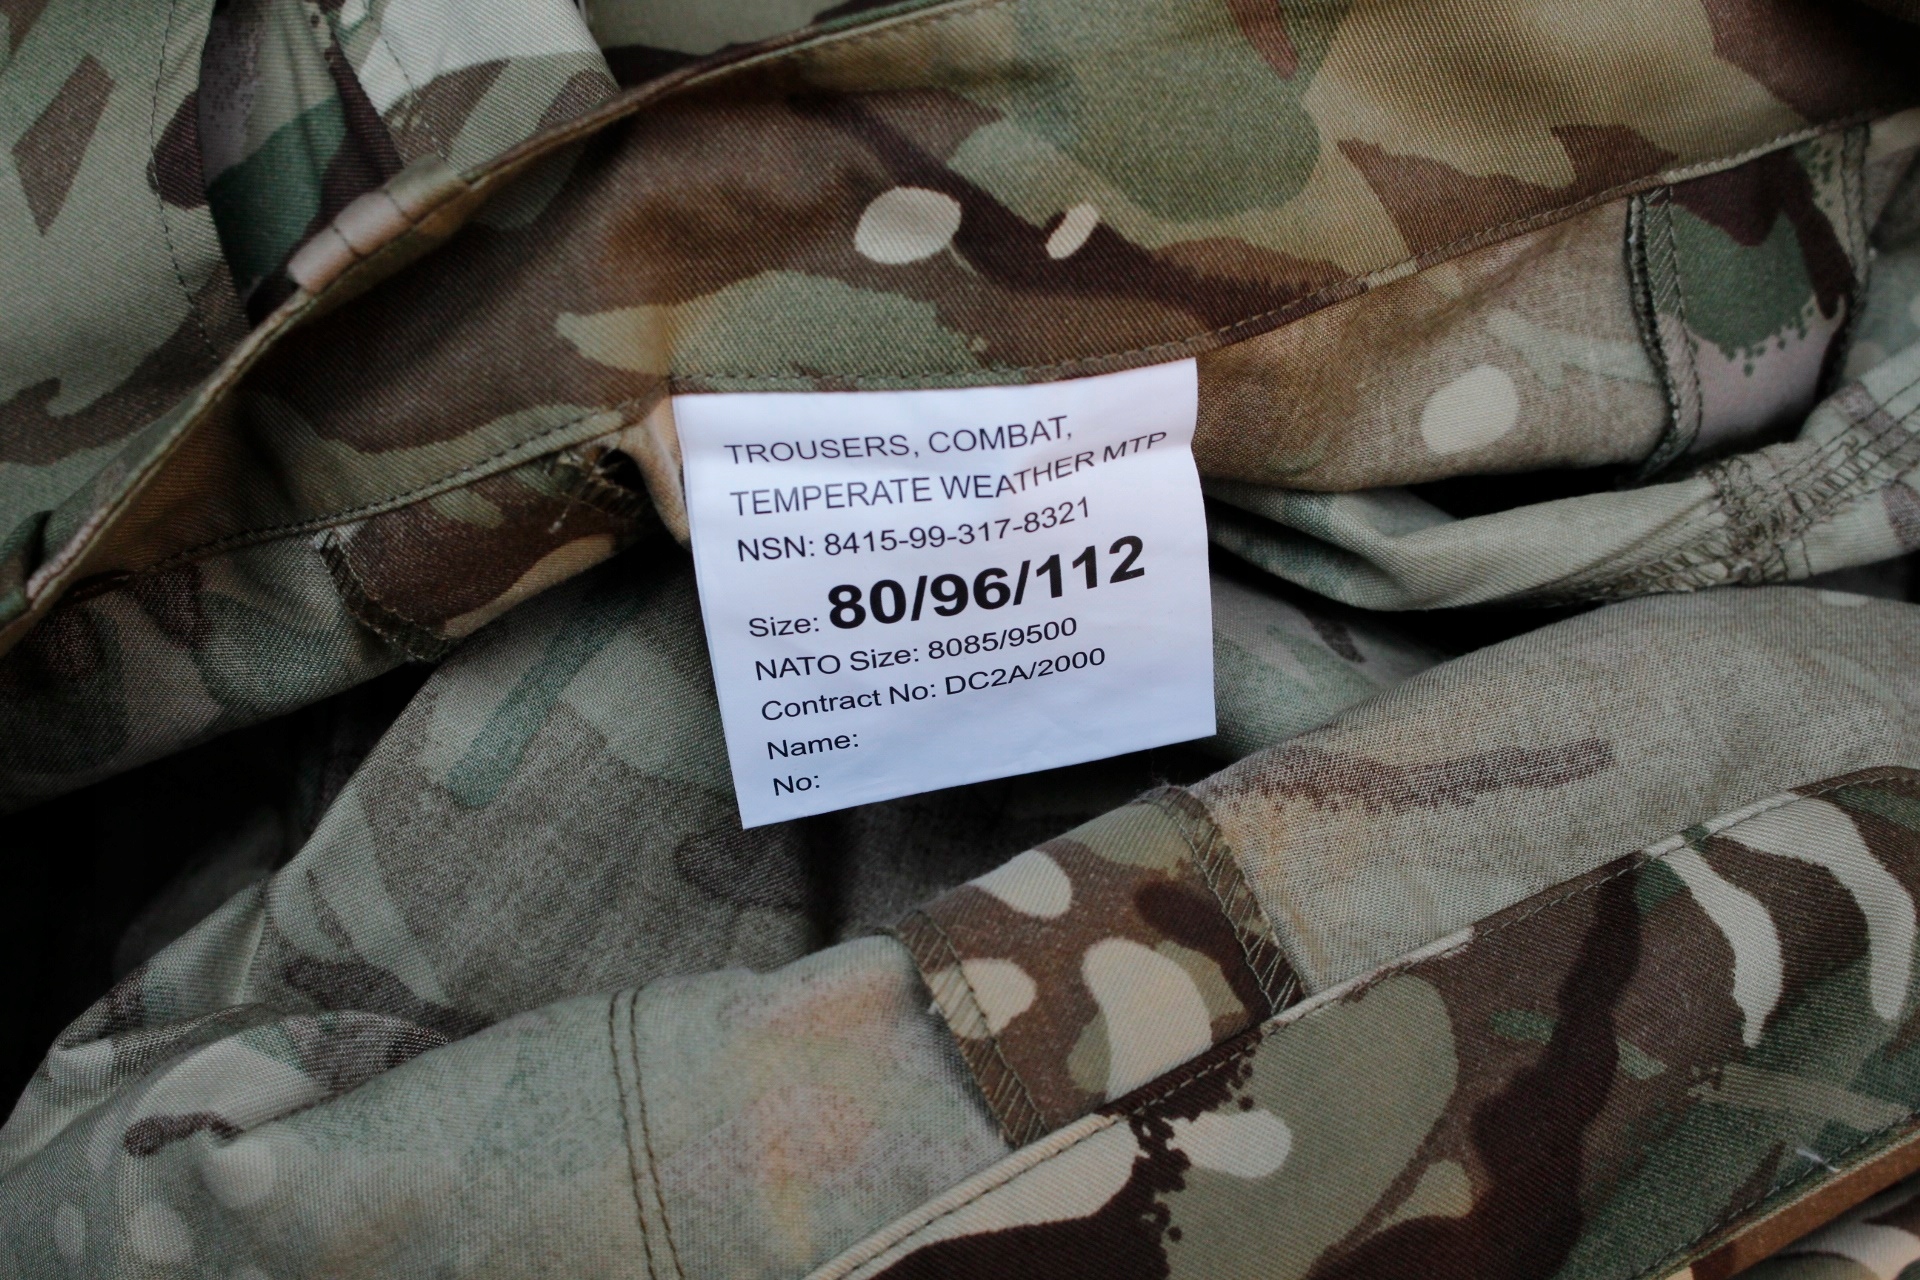 TROUSERS, COMBAT,
TEMPERATE WEATHER MTP
NSN: 8415-99-317-8321
Size: 80/96/112
NATO Size: 8085/9500
Contract No: DC2A/2000
Name:
No: